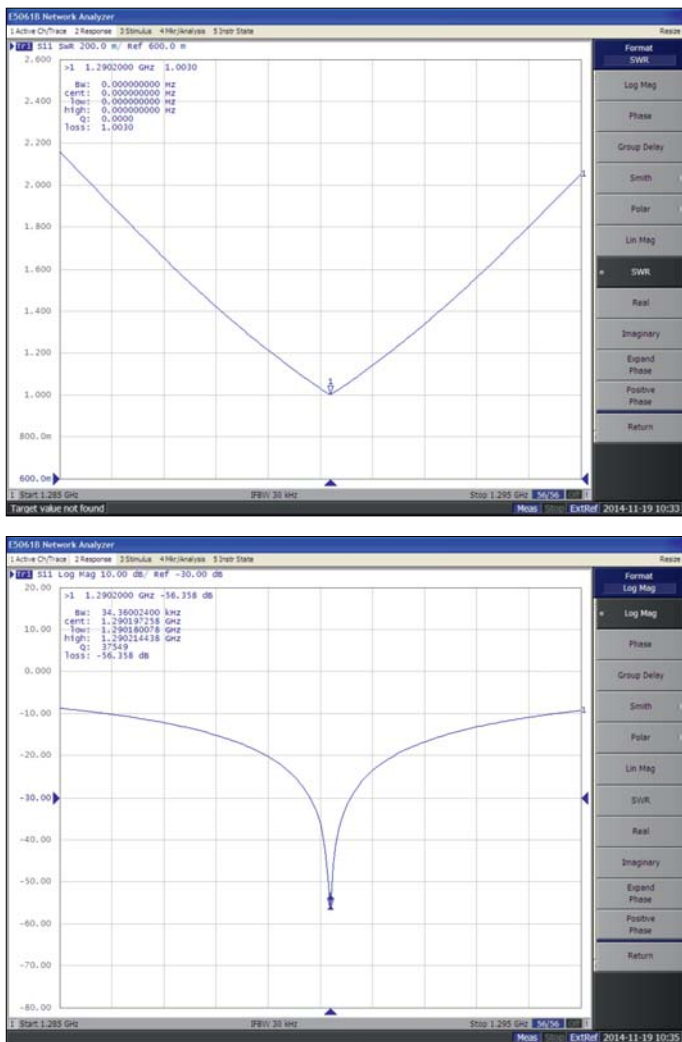 E5061B Network Analyzer
1 Active Ch/Trace 2 Response 3 Stimulus 4 Mkr/Analysis 5 Instr State
Resize
Tr1 S11 SWR 200.0 m/ Ref 600.0 m
2.600
>1 1.2902000 GHz 1.0030
BW: 0.000000000 Hz
cent: 0.000000000 Hz
low: 0.000000000 Hz
high: 0.000000000 Hz
Q: 0.0000
loss: 1.0030
2.400
2.200
2.000
1.800
1.600
1.400
1.200
1.000
800.0m
600.0m
1
1
Format
SWR
Log Mag
Phase
Group Delay
Smith
Polar
Lin Mag
SWR
Real
Imaginary
Expand
Phase
Positive
Phase
Return
1 Start 1.285 GHz
IFBW 30 kHz
Stop 1.295 GHz 56/56
Target value not found
Meas Stop ExtRef 2014-11-19 10:33
E5061B Network Analyzer
1 Active Ch/Trace 2 Response 3 Stimulus 4 Mkr/Analysis 5 Instr State
Resize
Tr1 S11 Log Mag 10.00 dB/ Ref -30.00 dB
20.00
>1 1.2902000 GHz -56.358 dB
BW: 34.36002400 kHz
cent: 1.290197258 GHz
low: 1.290180078 GHz
high: 1.290214438 GHz
Q: 37549
loss: -56.358 dB
10.00
0.000
-10.00
-20.00
-30.00
-40.00
-50.00
-60.00
-70.00
-80.00
1
1
Format
Log Mag
Log Mag
Phase
Group Delay
Smith
Polar
Lin Mag
SWR
Real
Imaginary
Expand
Phase
Positive
Phase
Return
1 Start 1.285 GHz
IFBW 30 kHz
Stop 1.295 GHz 56/56
Meas Stop ExtRef 2014-11-19 10:35